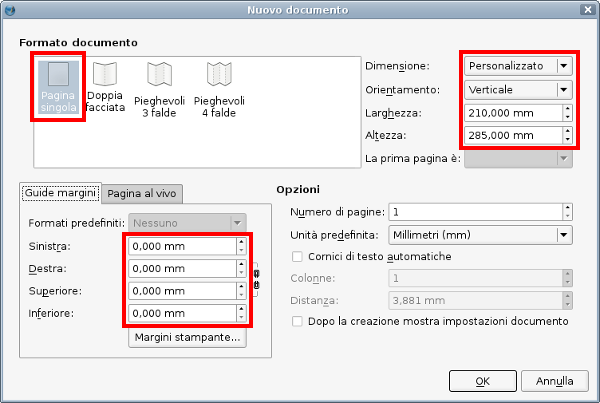 Nuovo documento
Formato documento
Pagina singola
Doppia facciata
Pieghevoli 3 falde
Pieghevoli 4 falde
Dimensione: Personalizzato
Orientamento: Verticale
Larghezza: 210,000 mm
Altezza: 285,000 mm
La prima pagina è:
Guide margini
Pagina al vivo
Formati predefiniti: Nessuno
Sinistra: 0,000 mm
Destra: 0,000 mm
Superiore: 0,000 mm
Inferiore: 0,000 mm
Margini stampante...
Opzioni
Numero di pagine: 1
Unità predefinita: Millimetri (mm)
Cornici di testo automatiche
Colonne: 1
Distanza: 3,881 mm
Dopo la creazione mostra impostazioni documento
OK
Annulla